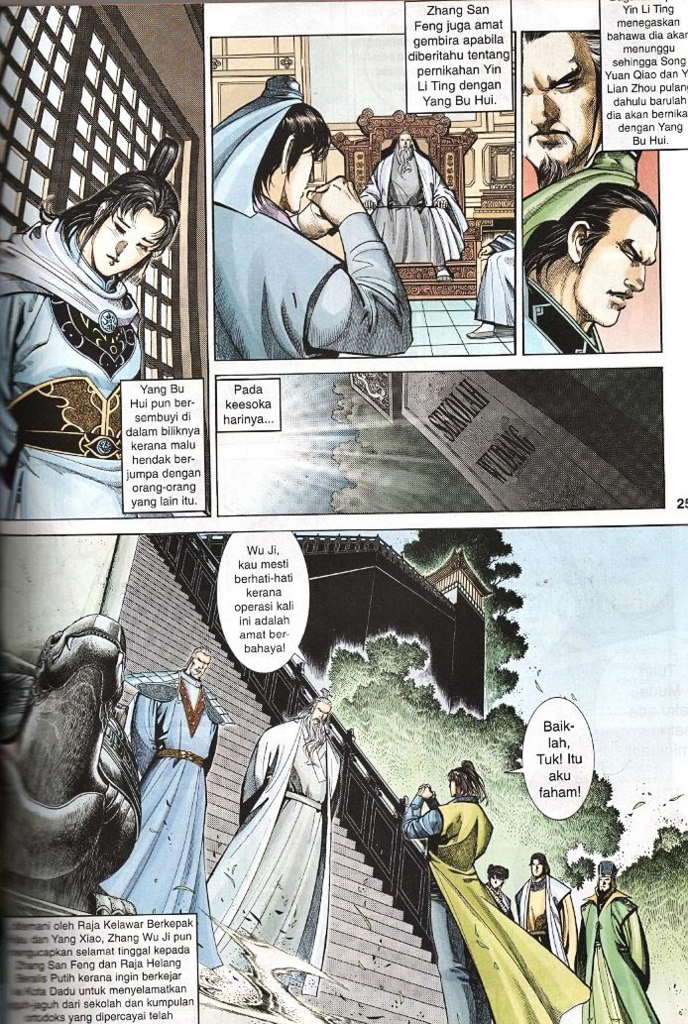 Zhang San
Feng juga amat
gembira apabila
diberitahu tentang
pernikahan Yin
Li Ting dengan
Yang Bu Hui.
Yin Li Ting
menegaskan
bahawa dia akan
menunggu
sehingga Song
Yuan Qiao dan Y
Lian Zhou pulang
dahulu barulah
dia akan bernika
dengan Yang
Bu Hui.
Yang Bu
Hui pun ber-
sembuyi di
dalam biliknya
kerana malu
hendak ber-
jumpa dengan
orang-orang
yang lain itu.
Pada
keesoka
harinya...
SEKOLAH
WUDANG
25
Wu Ji,
kau mesti
berhati-hati
kerana
operasi kali
ini adalah
amat ber-
bahaya!
Baik-
lah,
Tuk! Itu
aku
faham!
oleh Raja Kelawar Berkepak
dan Yang Xiao, Zhang Wu Ji pun
mengucapkan selamat tinggal kepada
Zhang San Feng dan Raja Helang
Putih kerana ingin berkejar
Kota Dadu untuk menyelamatkan
dari sekolah dan kumpulan
yang dipercayai telah